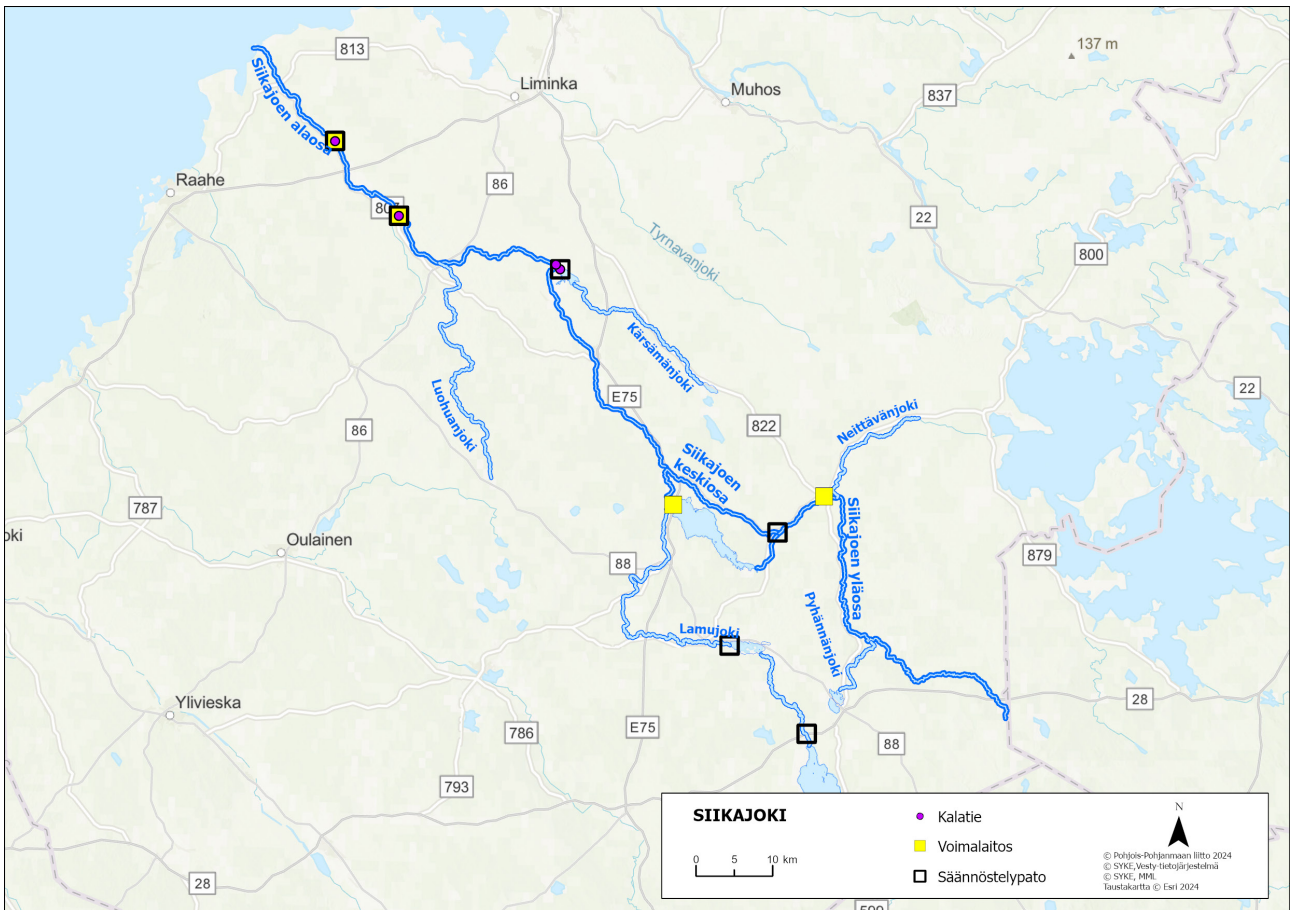 813
137 m
Liminka
Muhos
837
Siikajoen alaosa
Raahe
86
807
22
Tyrnavanjoki
800
Kärsämänjoki
Luohuanjoki
E75
22
Neittävänjoki
822
86
Siikajoen
keskiosa
787
Siikajoen yläosa
oki
Oulainen
88
879
Pyhännänjoki
Lamujoki
Ylivieska
28
E75
786
88
793
28
SIIKAJOKI
0 5 10 km
Kalatie
Voimalaitos
Säännöstelypato
N
© Pohjois-Pohjanmaan liitto 2024
© SYKE,Vesty-tietojärjestelmä
© SYKE, MML
Taustakartta © Esri 2024